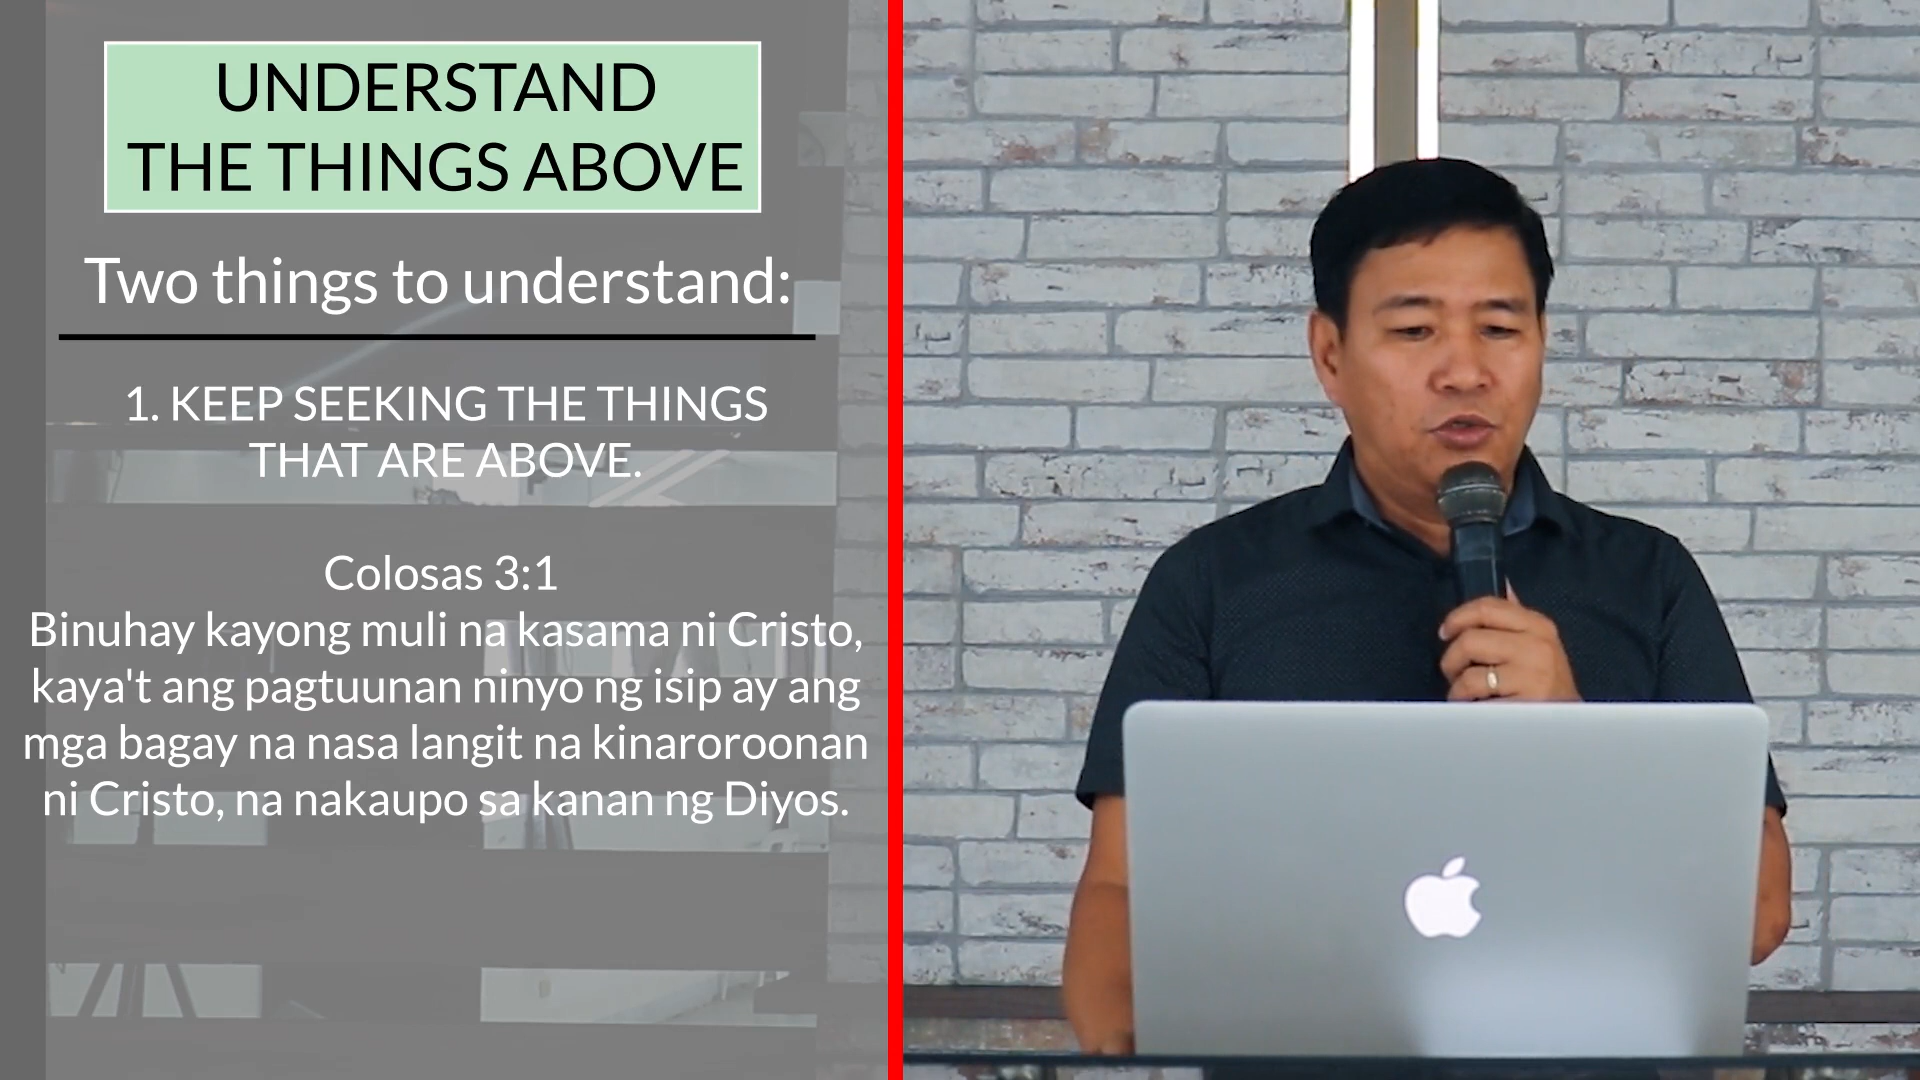 UNDERSTAND
THE THINGS ABOVE
Two things to understand:
1. KEEP SEEKING THE THINGS
THAT ARE ABOVE.
Colosas 3:1
Binuhay kayong muli na kasama ni Cristo,
kaya't ang pagtuunan ninyo ng isip ay ang
mga bagay na nasa langit na kinaroroonan
ni Cristo, na nakaupo sa kanan ng Diyos.